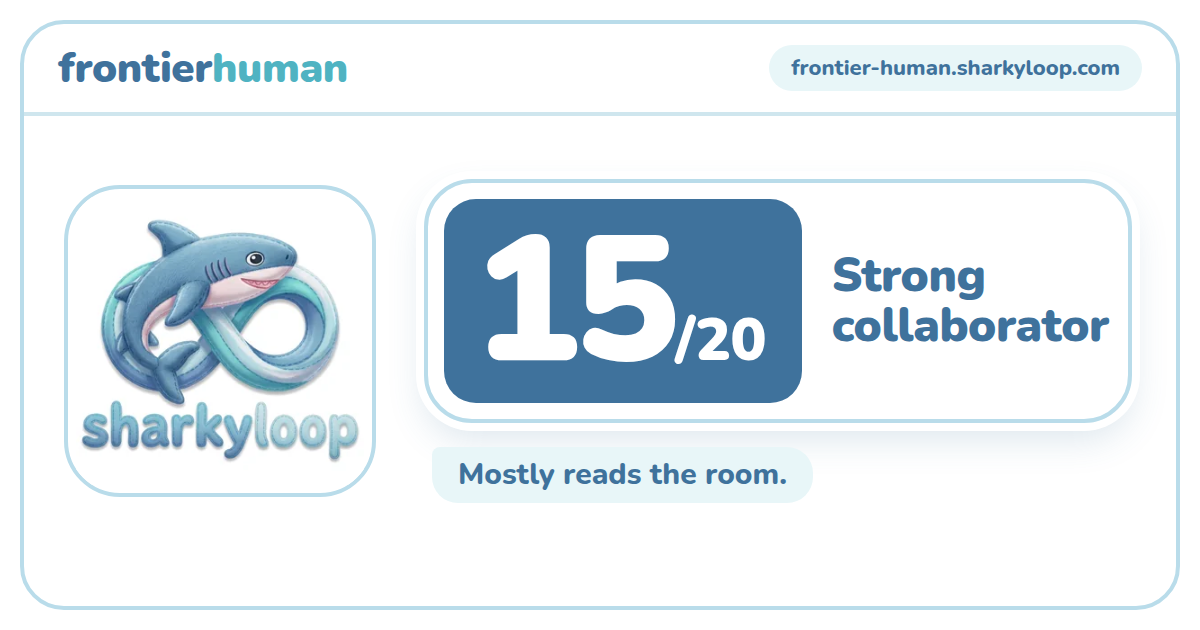 frontierhuman
frontier-human.sharkyloop.com
sharkyloop
15/20
Strong
collaborator
Mostly reads the room.